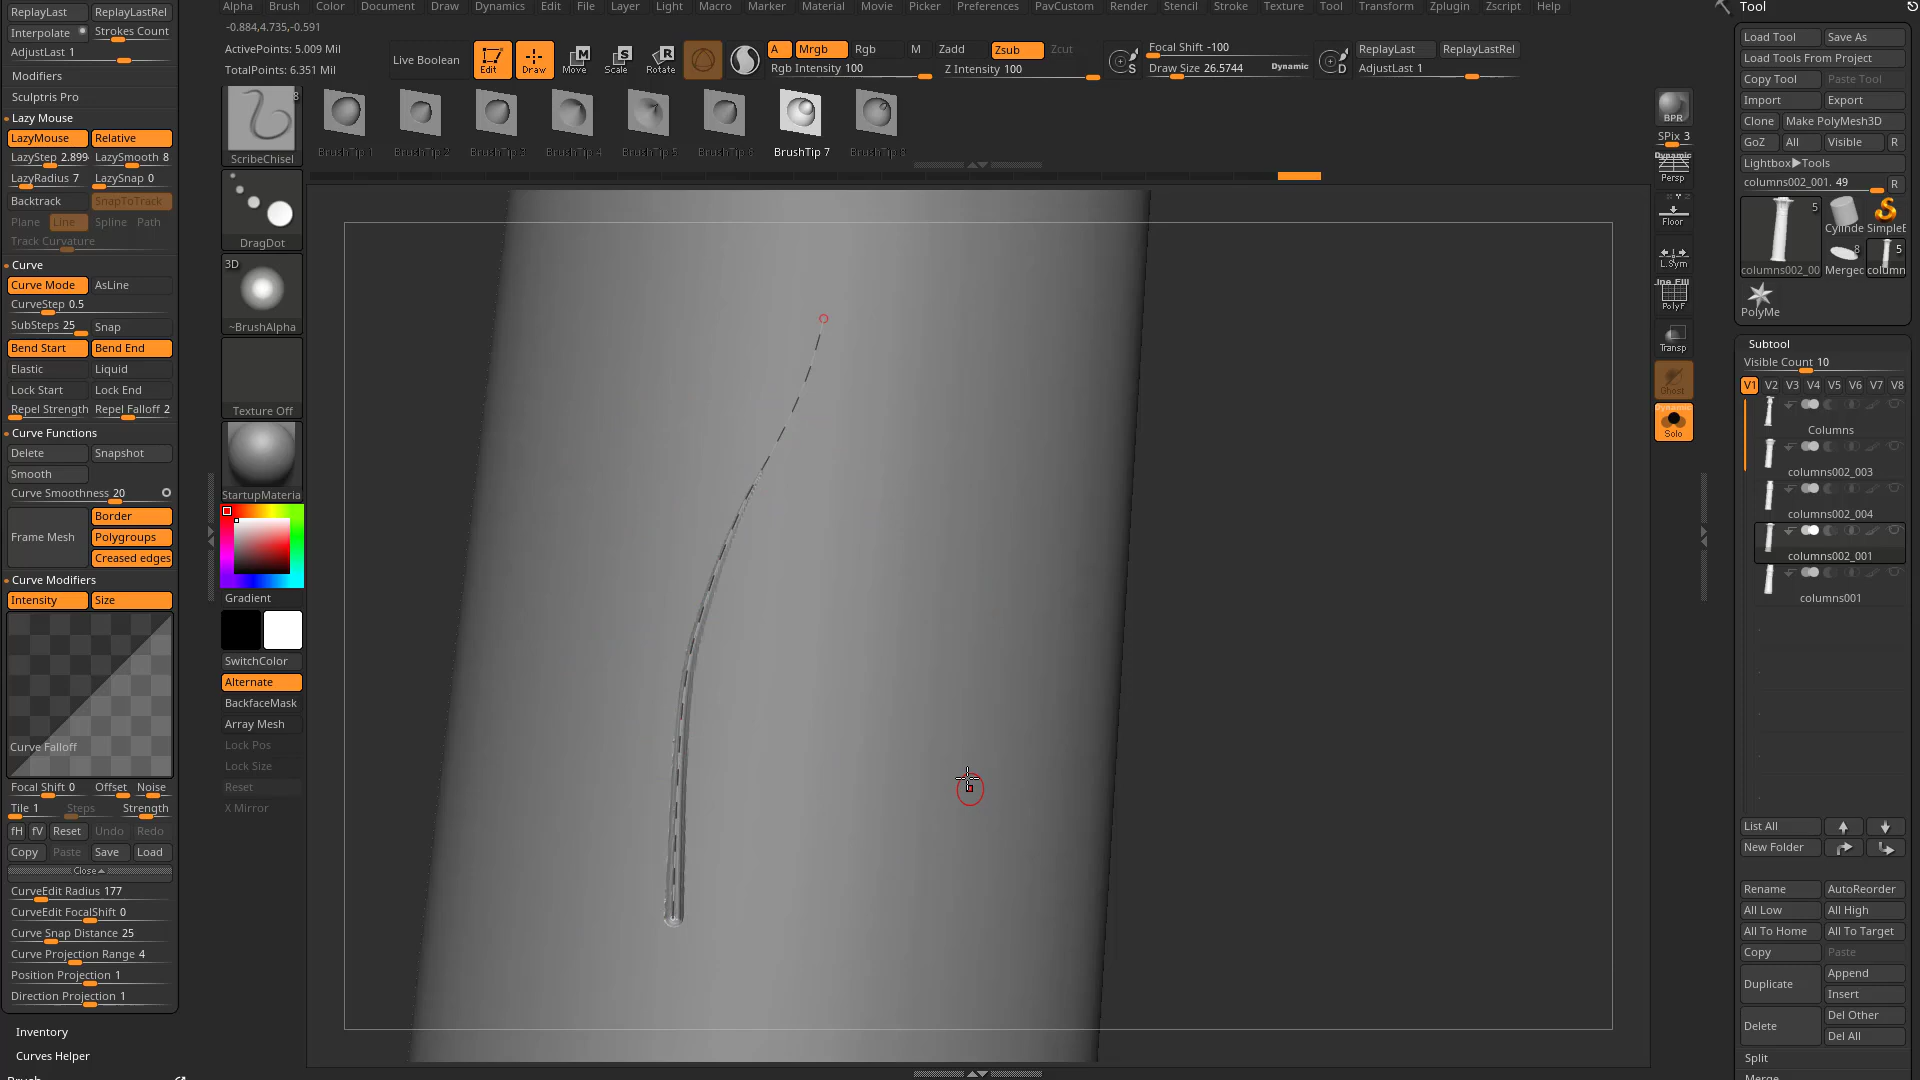 Alpha Brush Color Document Draw Dynamics Edit File Layer Light Macro Marker Material Movie Picker Preferences PavCustom Render Stencil Stroke Texture Tool Transform Zplugin Zscript Help
-0.884,4.735,-0.591
ActivePoints: 5.009 Mil
TotalPoints: 6.351 Mil
Live Boolean
Edit
Draw
Move
Scale
Rotate
A
Mrgb
Rgb
M
Zadd
Zsub
Zcut
Rgb Intensity 100
Z Intensity 100
Focal Shift -100
Draw Size 26.5744
Dynamic
S
D
ReplayLast
ReplayLastRel
AdjustLast 1
BrushTip 1
BrushTip 2
BrushTip 3
BrushTip 4
BrushTip 5
BrushTip 6
BrushTip 7
BrushTip 8
ReplayLast
ReplayLastRel
Interpolate
Strokes Count
AdjustLast 1
Modifiers
Sculptris Pro
Lazy Mouse
LazyMouse
Relative
LazyStep 2.899
LazySmooth 8
LazyRadius 7
LazySnap 0
Backtrack
SnapToTrack
Plane
Line
Spline
Path
Track Curvature
Curve
Curve Mode
AsLine
CurveStep 0.5
SubSteps 25
Snap
Bend Start
Bend End
Elastic
Liquid
Lock Start
Lock End
Repel Strength
Repel Falloff 2
Curve Functions
Delete
Snapshot
Smooth
Curve Smoothness 20
Frame Mesh
Border
Polygroups
Creased edges
Curve Modifiers
Intensity
Size
Curve Falloff
Focal Shift 0
Offset
Noise
Tile 1
Steps
Strength
fH
fV
Reset
Undo
Redo
Copy
Paste
Save
Load
Close
CurveEdit Radius 177
CurveEdit FocalShift 0
Curve Snap Distance 25
Curve Projection Range 4
Position Projection 1
Direction Projection 1
Inventory
Curves Helper
Brush
8
ScribeChisel
DragDot
3D
~BrushAlpha
Texture Off
StartupMateria
Gradient
SwitchColor
Alternate
BackfaceMask
Array Mesh
Lock Pos
Lock Size
Reset
X Mirror
BPR
SPix 3
Dynamic
Persp
Floor
L.Sym
Line Fill
PolyF
Transp
Ghost
Dynamic
Solo
Tool
Load Tool
Save As
Load Tools From Project
Copy Tool
Paste Tool
Import
Export
Clone
Make PolyMesh3D
GoZ
All
Visible
R
Lightbox▶Tools
columns002_001. 49
R
5
Cylinde
SimpleE
columns002_00
8
Mergec
5
column
PolyMe
Subtool
Visible Count 10
V1 V2 V3 V4 V5 V6 V7 V8
Columns
columns002_003
columns002_004
columns002_001
columns001
List All
New Folder
Rename
AutoReorder
All Low
All High
All To Home
All To Target
Copy
Paste
Duplicate
Append
Insert
Delete
Del Other
Del All
Split
Merge